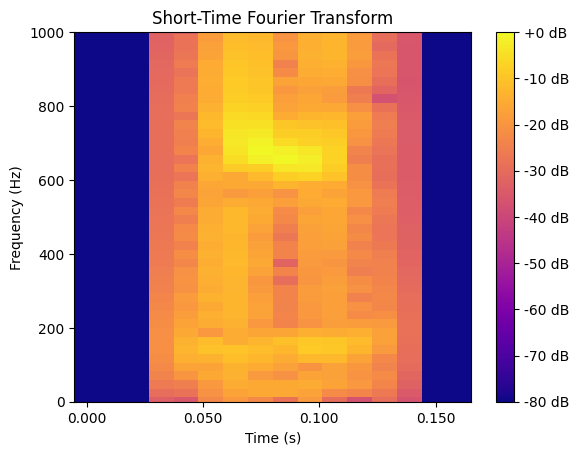 Short-Time Fourier Transform
1000
800
600
400
200
0
Frequency (Hz)
0.000
0.050
0.100
0.150
Time (s)
+0 dB
-10 dB
-20 dB
-30 dB
-40 dB
-50 dB
-60 dB
-70 dB
-80 dB